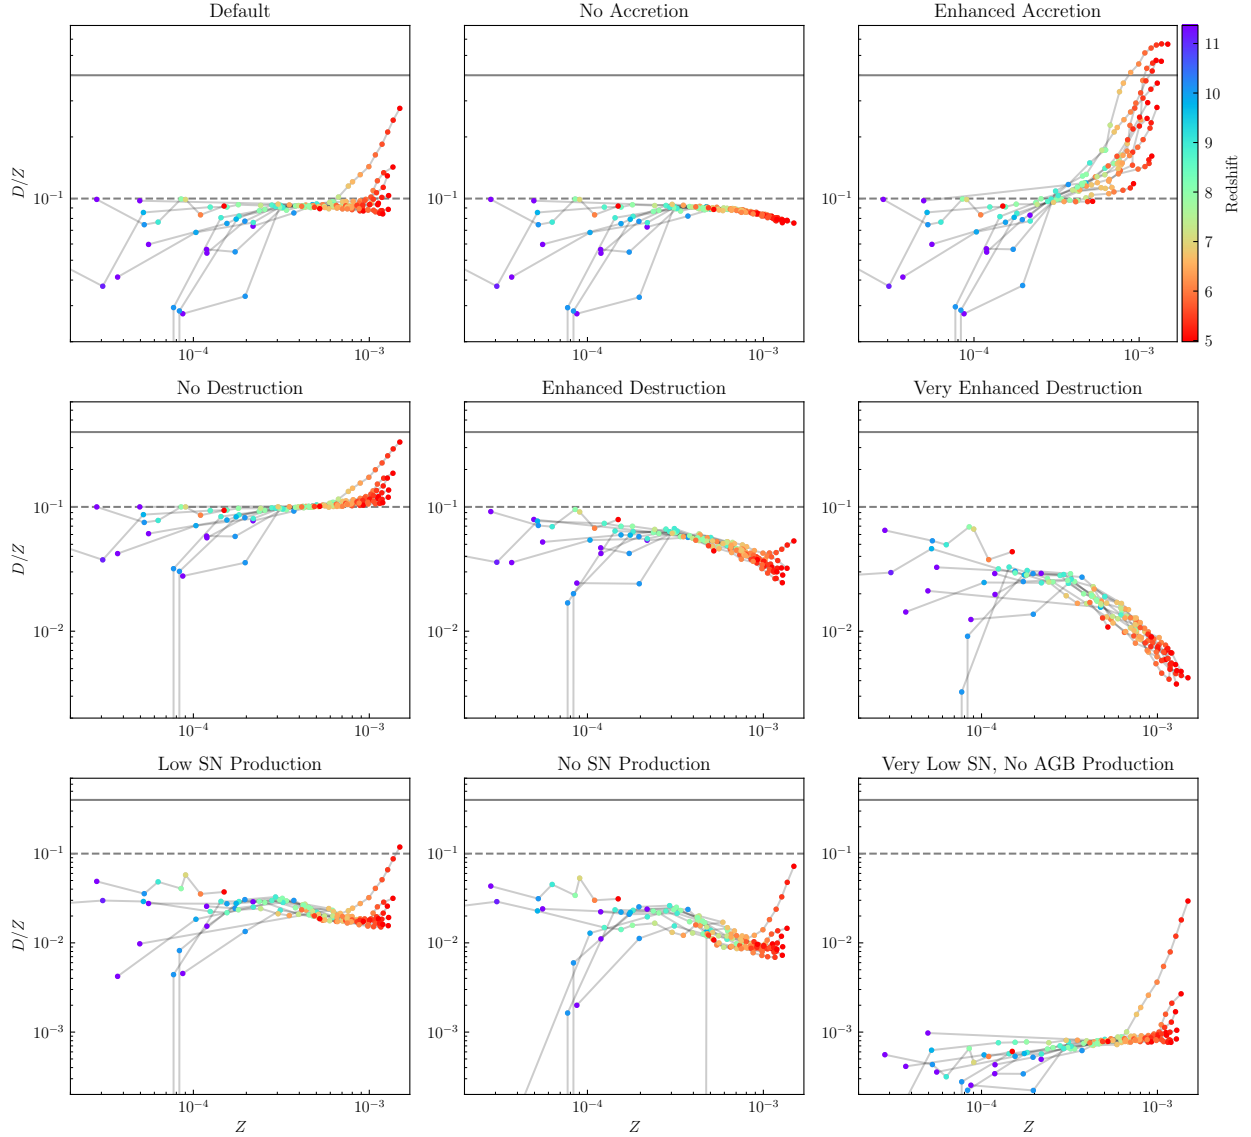 Default
No Accretion
Enhanced Accretion
D/Z
10⁻¹
10⁻⁴
10⁻³
10⁻⁴
10⁻³
10⁻⁴
10⁻³
11
10
9
8
7
6
5
Redshift
No Destruction
Enhanced Destruction
Very Enhanced Destruction
D/Z
10⁻¹
10⁻²
10⁻⁴
10⁻³
10⁻¹
10⁻²
10⁻⁴
10⁻³
10⁻¹
10⁻²
10⁻⁴
10⁻³
Low SN Production
No SN Production
Very Low SN, No AGB Production
D/Z
10⁻¹
10⁻²
10⁻³
10⁻⁴
10⁻³
Z
10⁻¹
10⁻²
10⁻³
10⁻⁴
10⁻³
Z
10⁻¹
10⁻²
10⁻³
10⁻⁴
10⁻³
Z